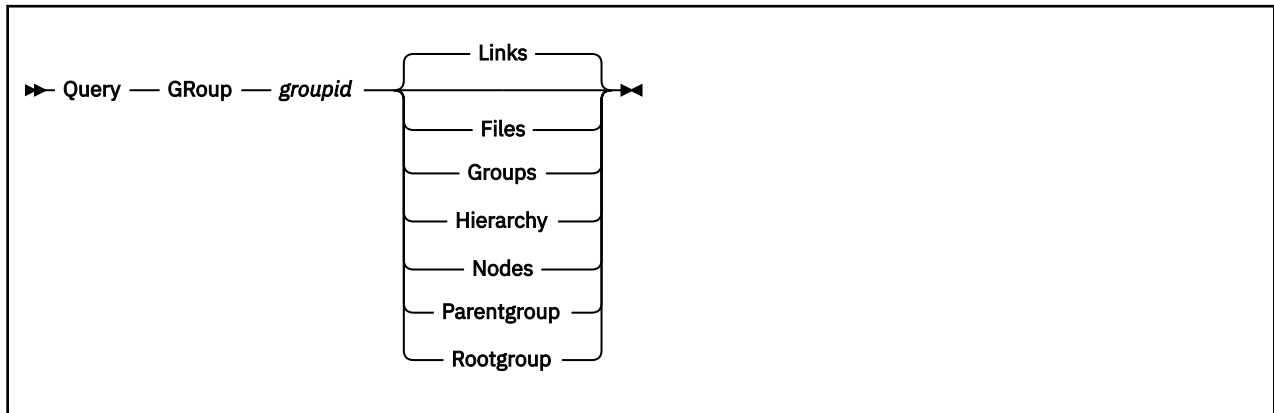 Links
Query GRoup groupid
Files
Groups
Hierarchy
Nodes
Parentgroup
Rootgroup